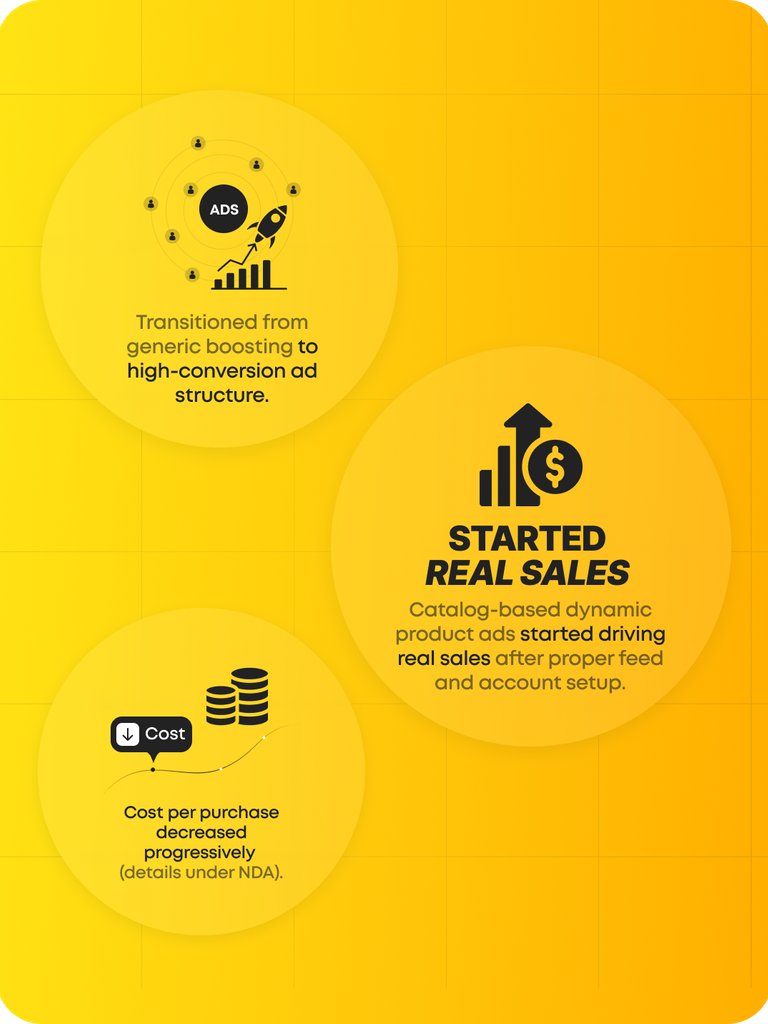 ADS
Transitioned from
generic boosting to
high-conversion ad
structure.
$
STARTED
REAL SALES
Catalog-based dynamic
product ads started driving
real sales after proper feed
and account setup.
Cost
Cost per purchase
decreased
progressively
(details under NDA).